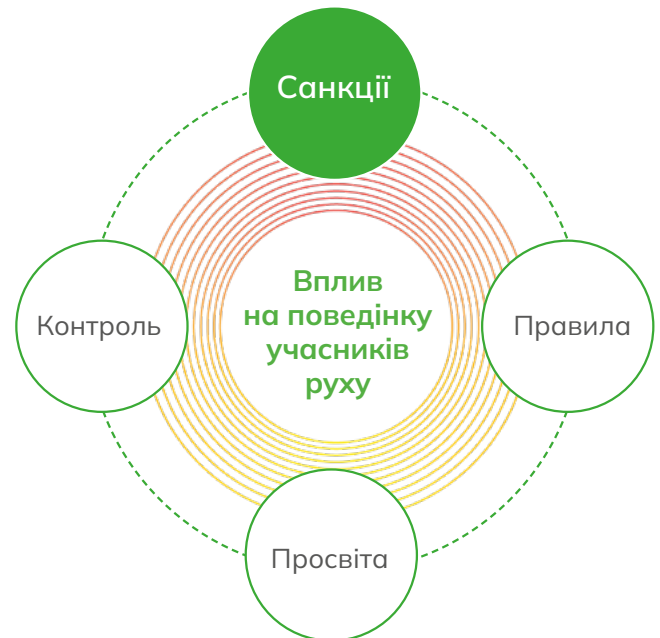 Санкції
Вплив
на поведінку
учасників
руху
Контроль
Правила
Просвіта